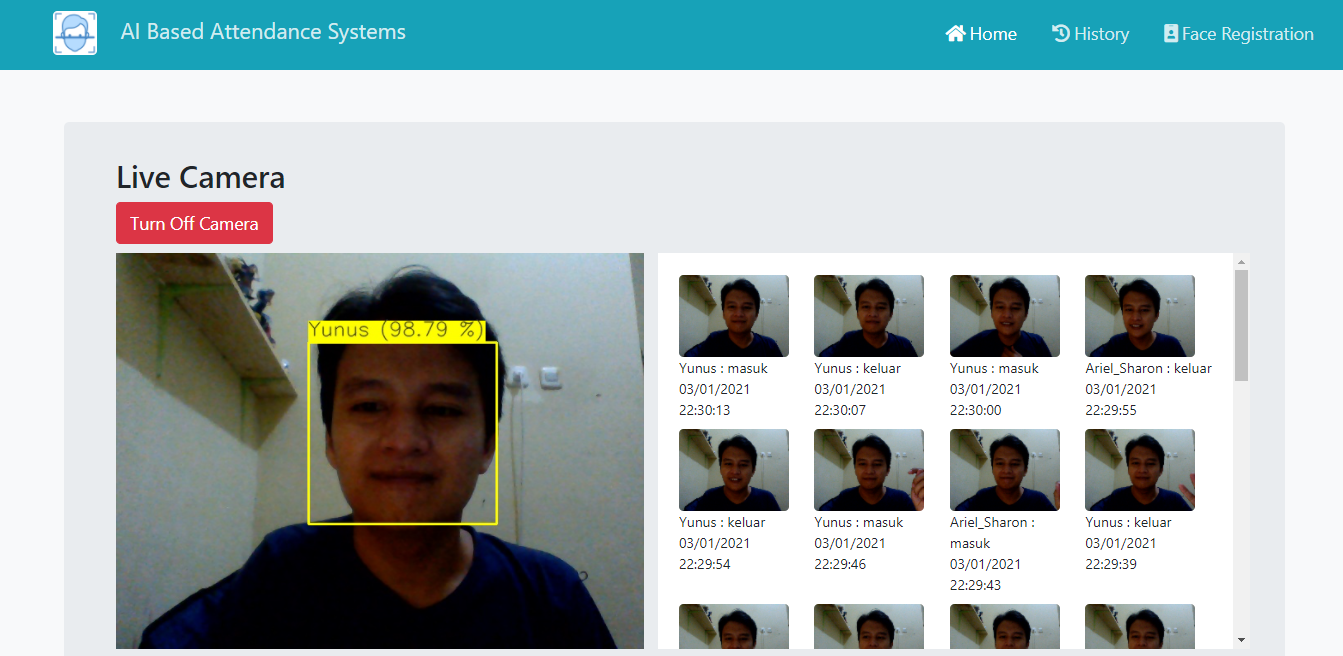 AI Based Attendance Systems
Home
History
Face Registration
Live Camera
Turn Off Camera
Yunus (98.79 %)
Yunus : masuk
03/01/2021
22:30:13
Yunus : keluar
03/01/2021
22:30:07
Yunus : masuk
03/01/2021
22:30:00
Ariel_Sharon : keluar
03/01/2021
22:29:55
Yunus : keluar
03/01/2021
22:29:54
Yunus : masuk
03/01/2021
22:29:46
Ariel_Sharon :
masuk
03/01/2021
22:29:43
Yunus : keluar
03/01/2021
22:29:39